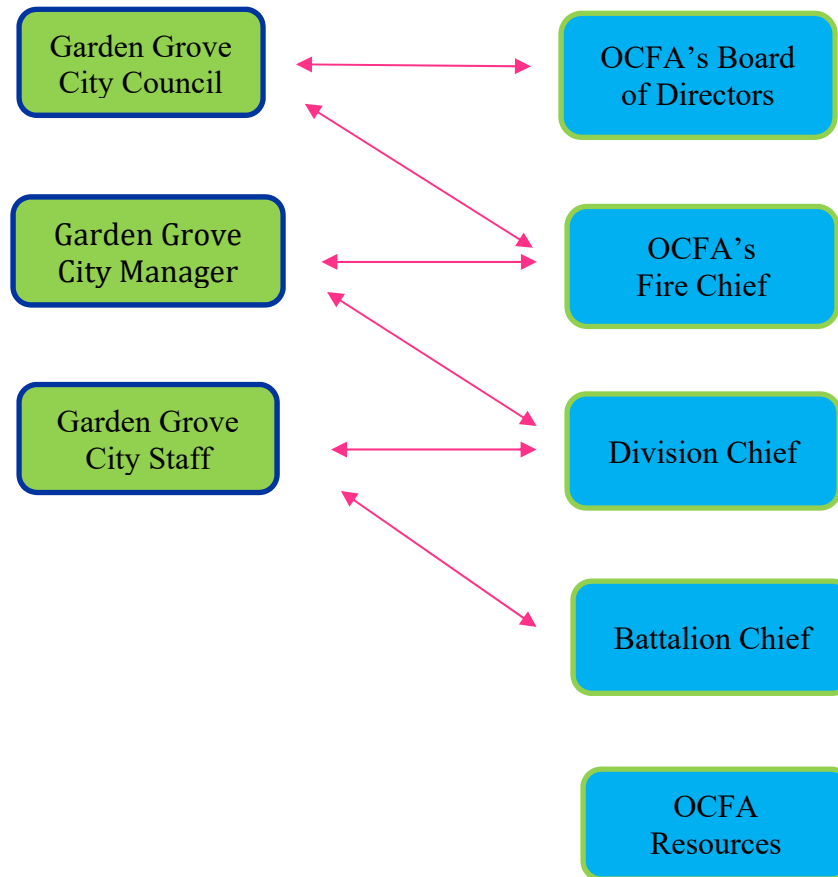 Garden Grove
City Council
OCFA’s Board
of Directors
Garden Grove
City Manager
OCFA’s
Fire Chief
Garden Grove
City Staff
Division Chief
Battalion Chief
OCFA
Resources